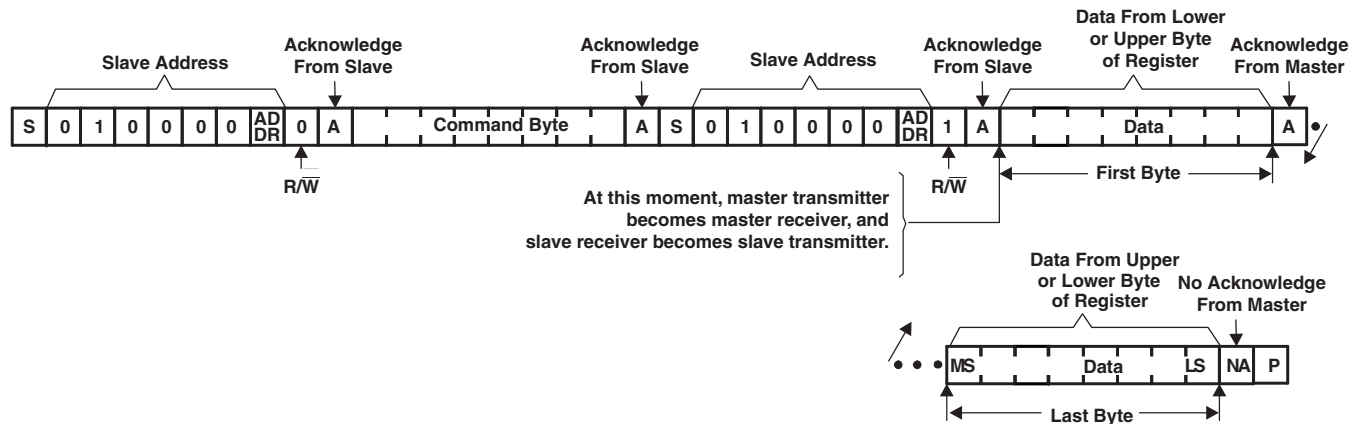 Slave Address
Acknowledge
From Slave
Acknowledge
From Slave
Slave Address
Acknowledge
From Slave
Data From Lower
or Upper Byte
of Register
Acknowledge
From Master
S 0 1 0 0 0 0 AD DR 0 A Command Byte A S 0 1 0 0 0 0 AD DR 1 A Data A
R/W̅
R/W̅
First Byte
At this moment, master transmitter
becomes master receiver, and
slave receiver becomes slave transmitter.
Data From Upper
or Lower Byte
of Register
No Acknowledge
From Master
MS Data LS NA P
Last Byte